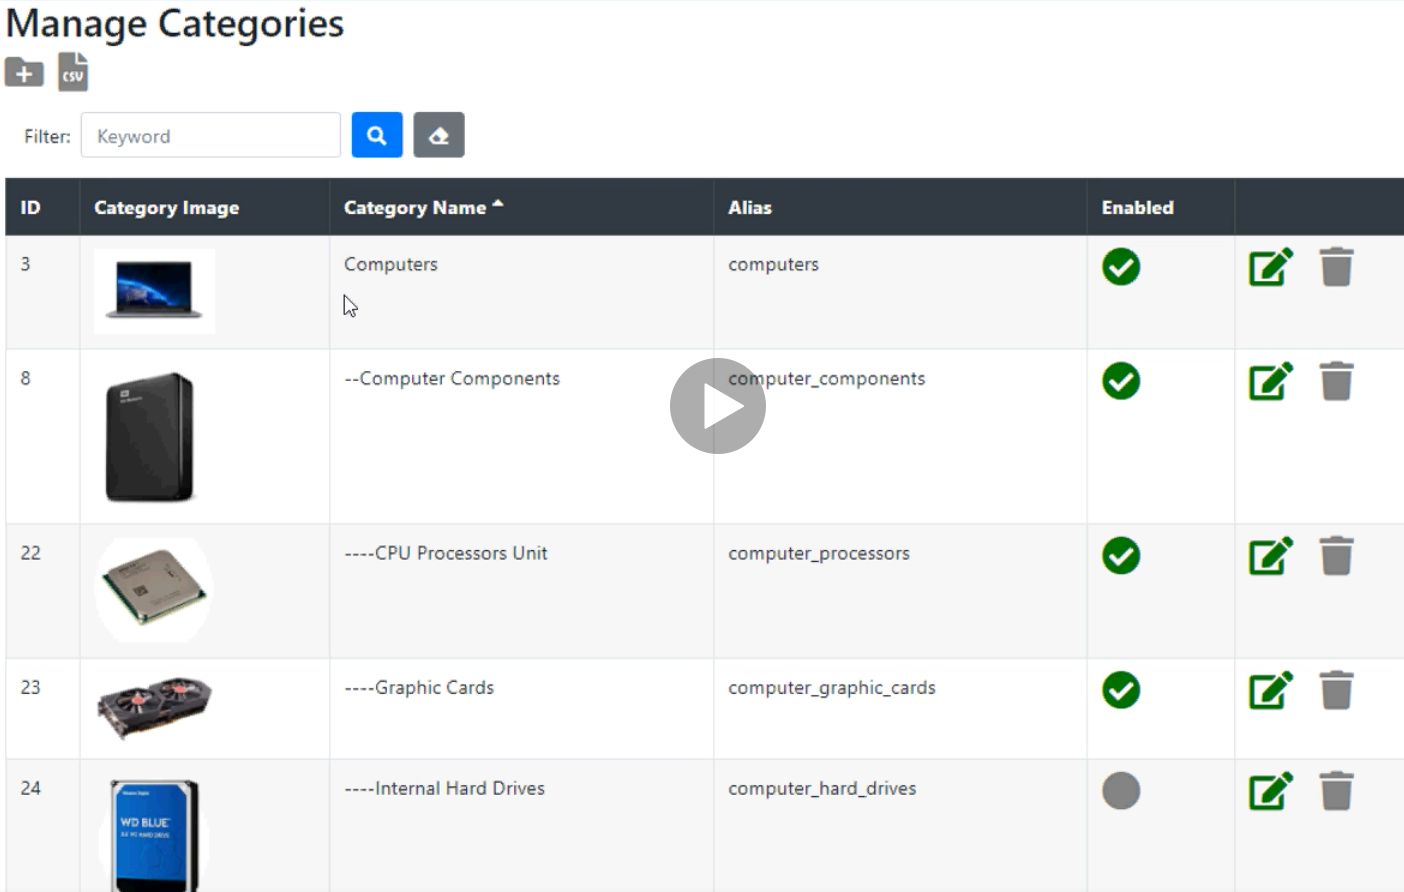 Manage Categories
CSV
Filter: Keyword
ID Category Image Category Name Alias Enabled
3 Computers computers
8 --Computer Components computer_components
22 ----CPU Processors Unit computer_processors
23 ----Graphic Cards computer_graphic_cards
24 ----Internal Hard Drives computer_hard_drives
WD BLUE